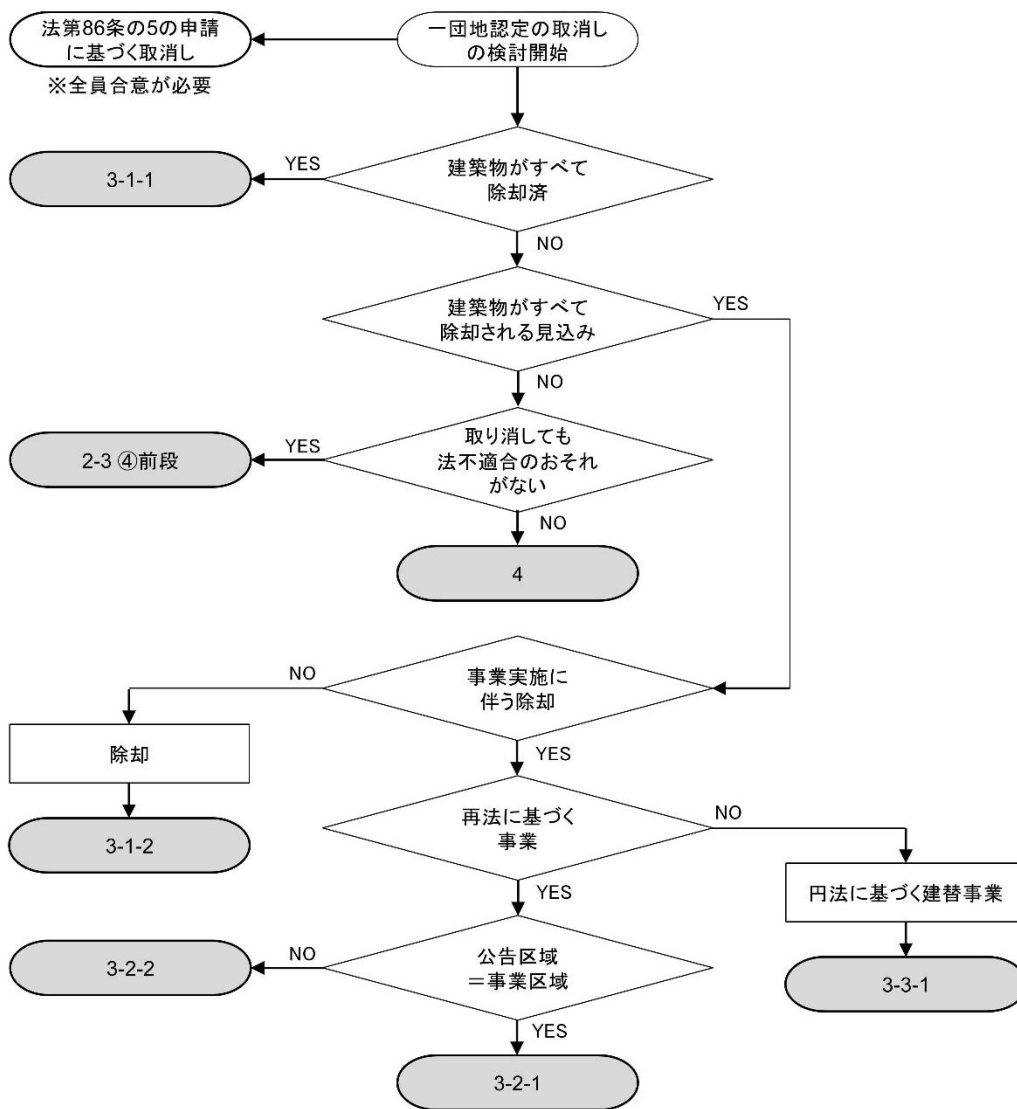 法第86条の5の申請
に基づく取消し
※全員合意が必要
一団地認定の取消し
の検討開始
建築物がすべて
除却済
YES
3-1-1
NO
建築物がすべて
除却される見込み
YES
NO
取り消しても
法不適合のおそれ
がない
YES
2-3 ④前段
NO
4
事業実施に
伴う除却
NO
除却
3-1-2
YES
再法に基づく
事業
NO
円法に基づく建替事業
3-3-1
YES
公告区域
＝事業区域
NO
3-2-2
YES
3-2-1